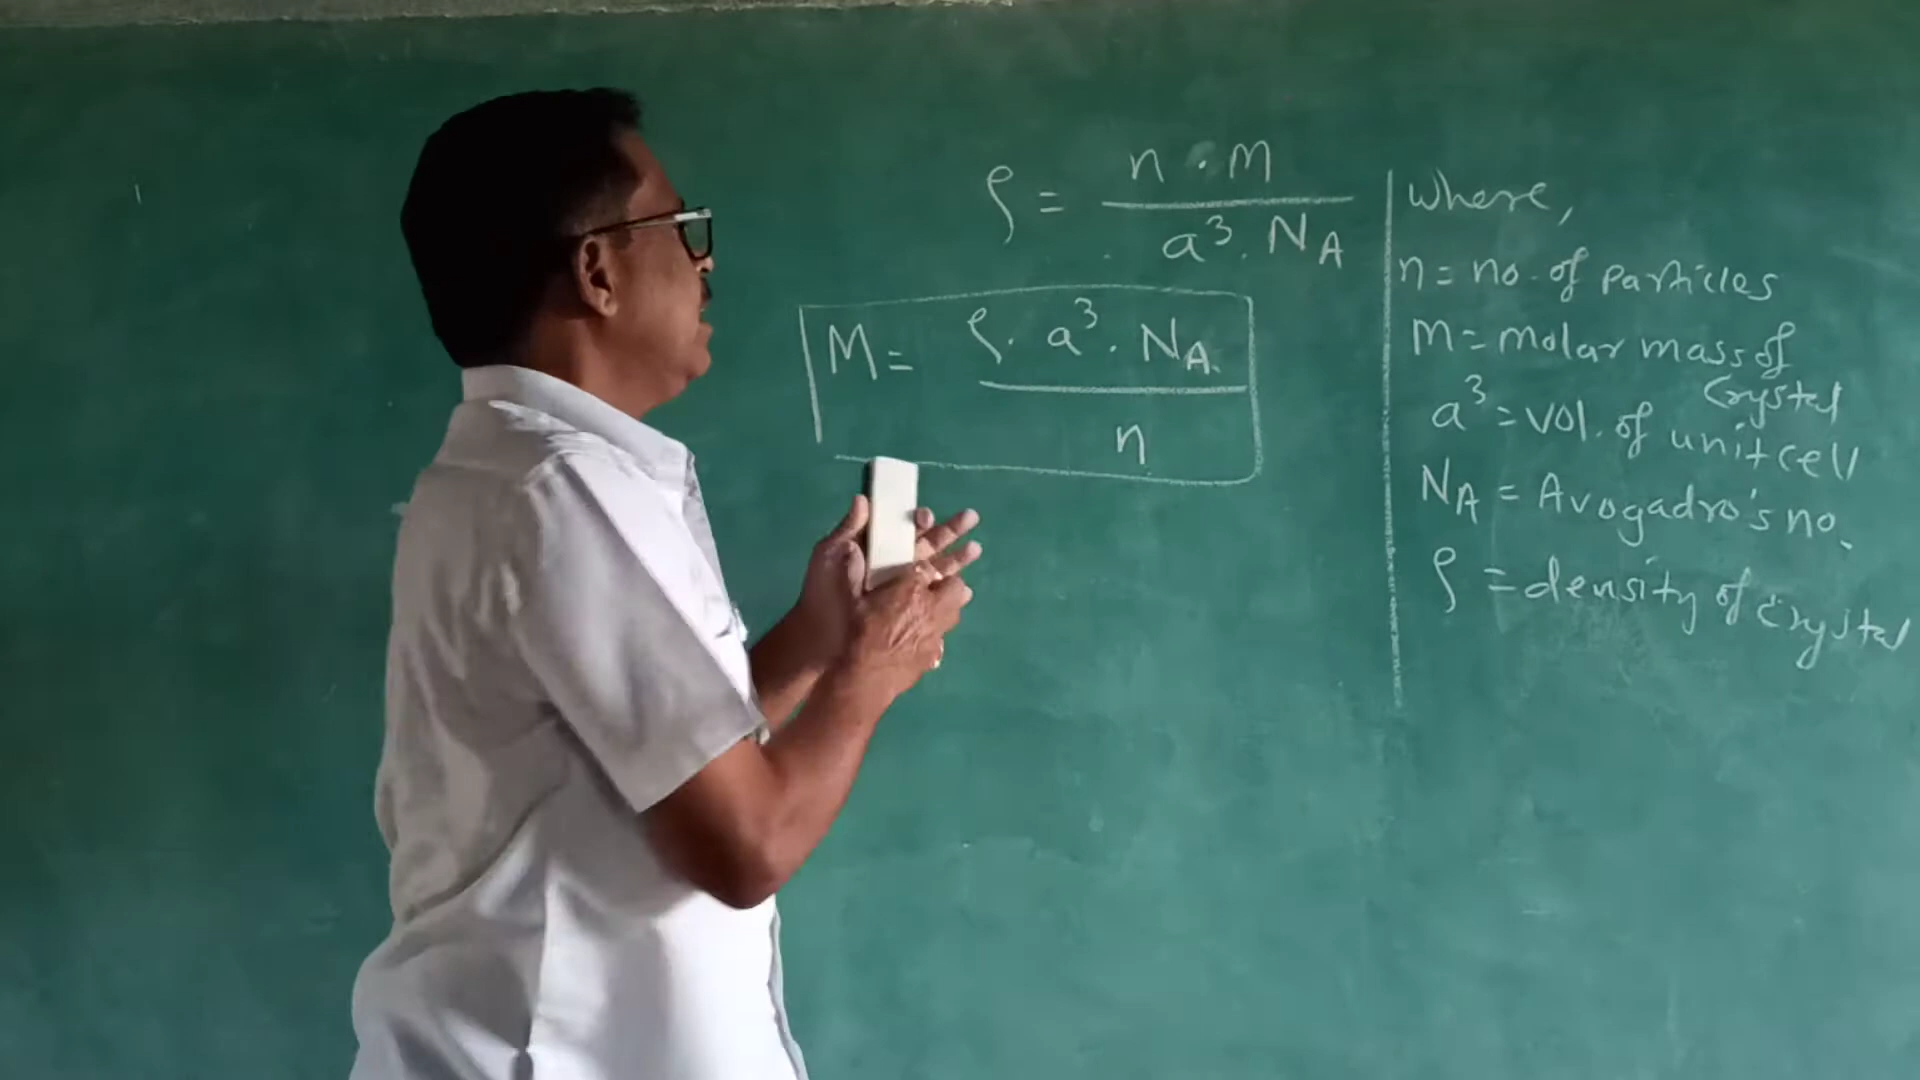 ρ = n . M / a³ . N_A
M = ρ . a³ . N_A / n
where,
n = no. of particles
M = molar mass of
crystal
a³ = vol. of unit cell
N_A = Avogadro's no.
ρ = density of crystal